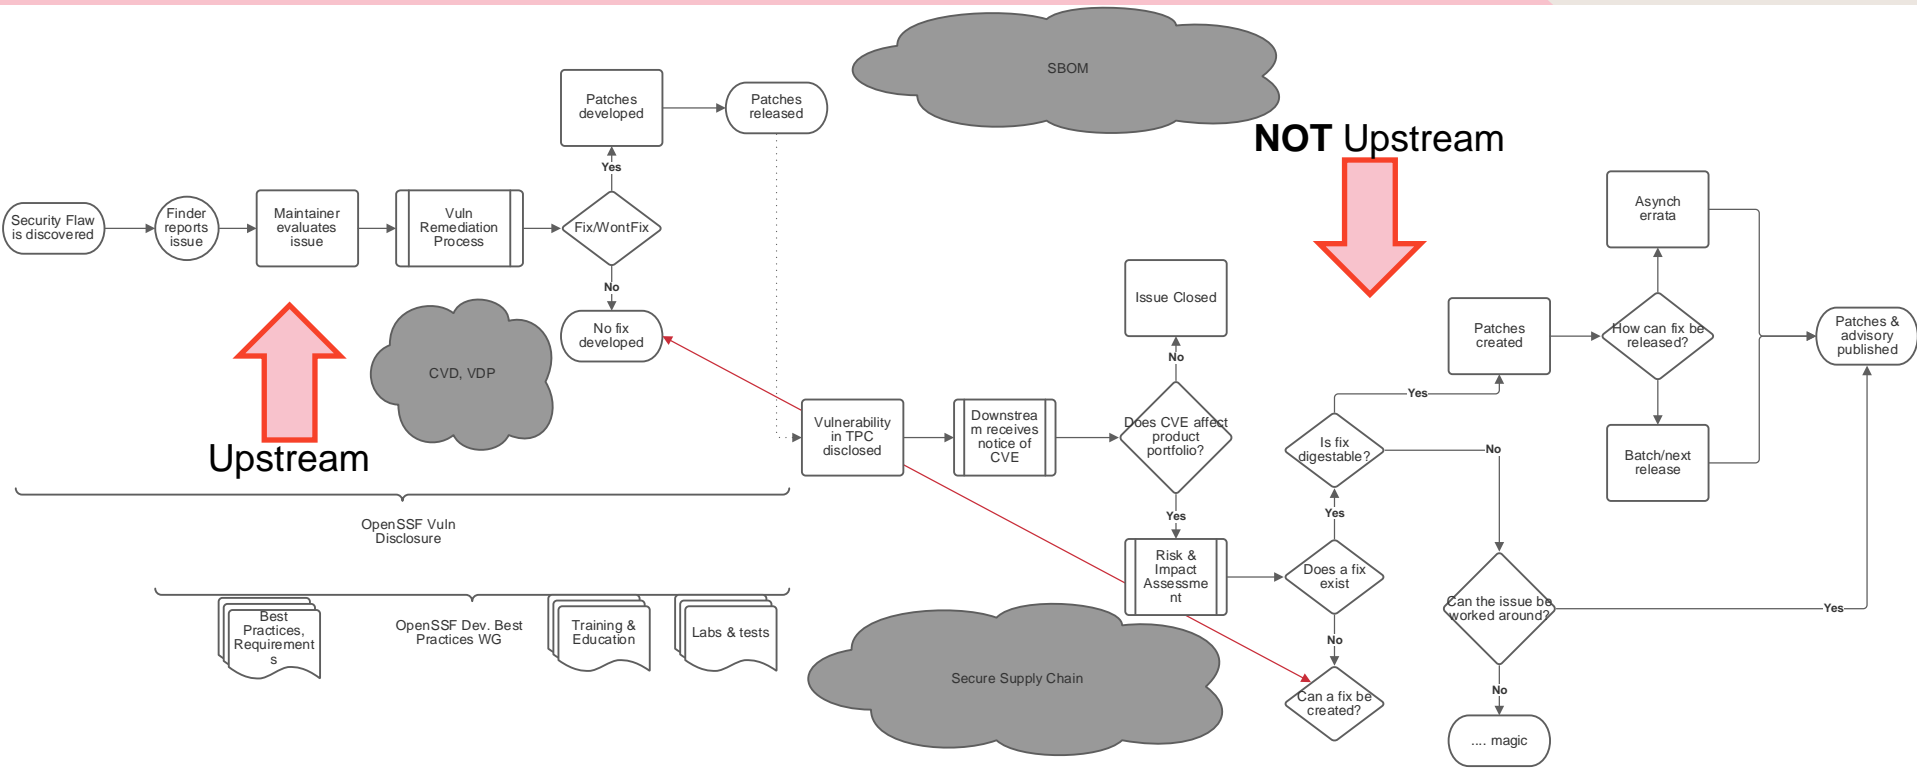 SBOM
NOT Upstream
Patches
developed
Patches
released
Yes
Security Flaw
is discovered
Finder
reports
issue
Maintainer
evaluates
issue
Vuln
Remediation
Process
Fix/WontFix
No
No fix
developed
CVD, VDP
Upstream
OpenSSF Vuln
Disclosure
Best
Practices,
Requirement
s
OpenSSF Dev. Best
Practices WG
Training &
Education
Labs & tests
Vulnerability
in TPC
disclosed
Downstrea
m receives
notice of
CVE
Issue Closed
No
Does CVE affect
product
portfolio?
Yes
Risk &
Impact
Assessme
nt
Does a fix
exist
Yes
Is fix
digestable?
Yes
No
No
Can a fix be
created?
Secure Supply Chain
Patches
created
How can fix be
released?
Asynch
errata
Batch/next
release
Patches &
advisory
published
Can the issue be
worked around?
Yes
No
.... magic